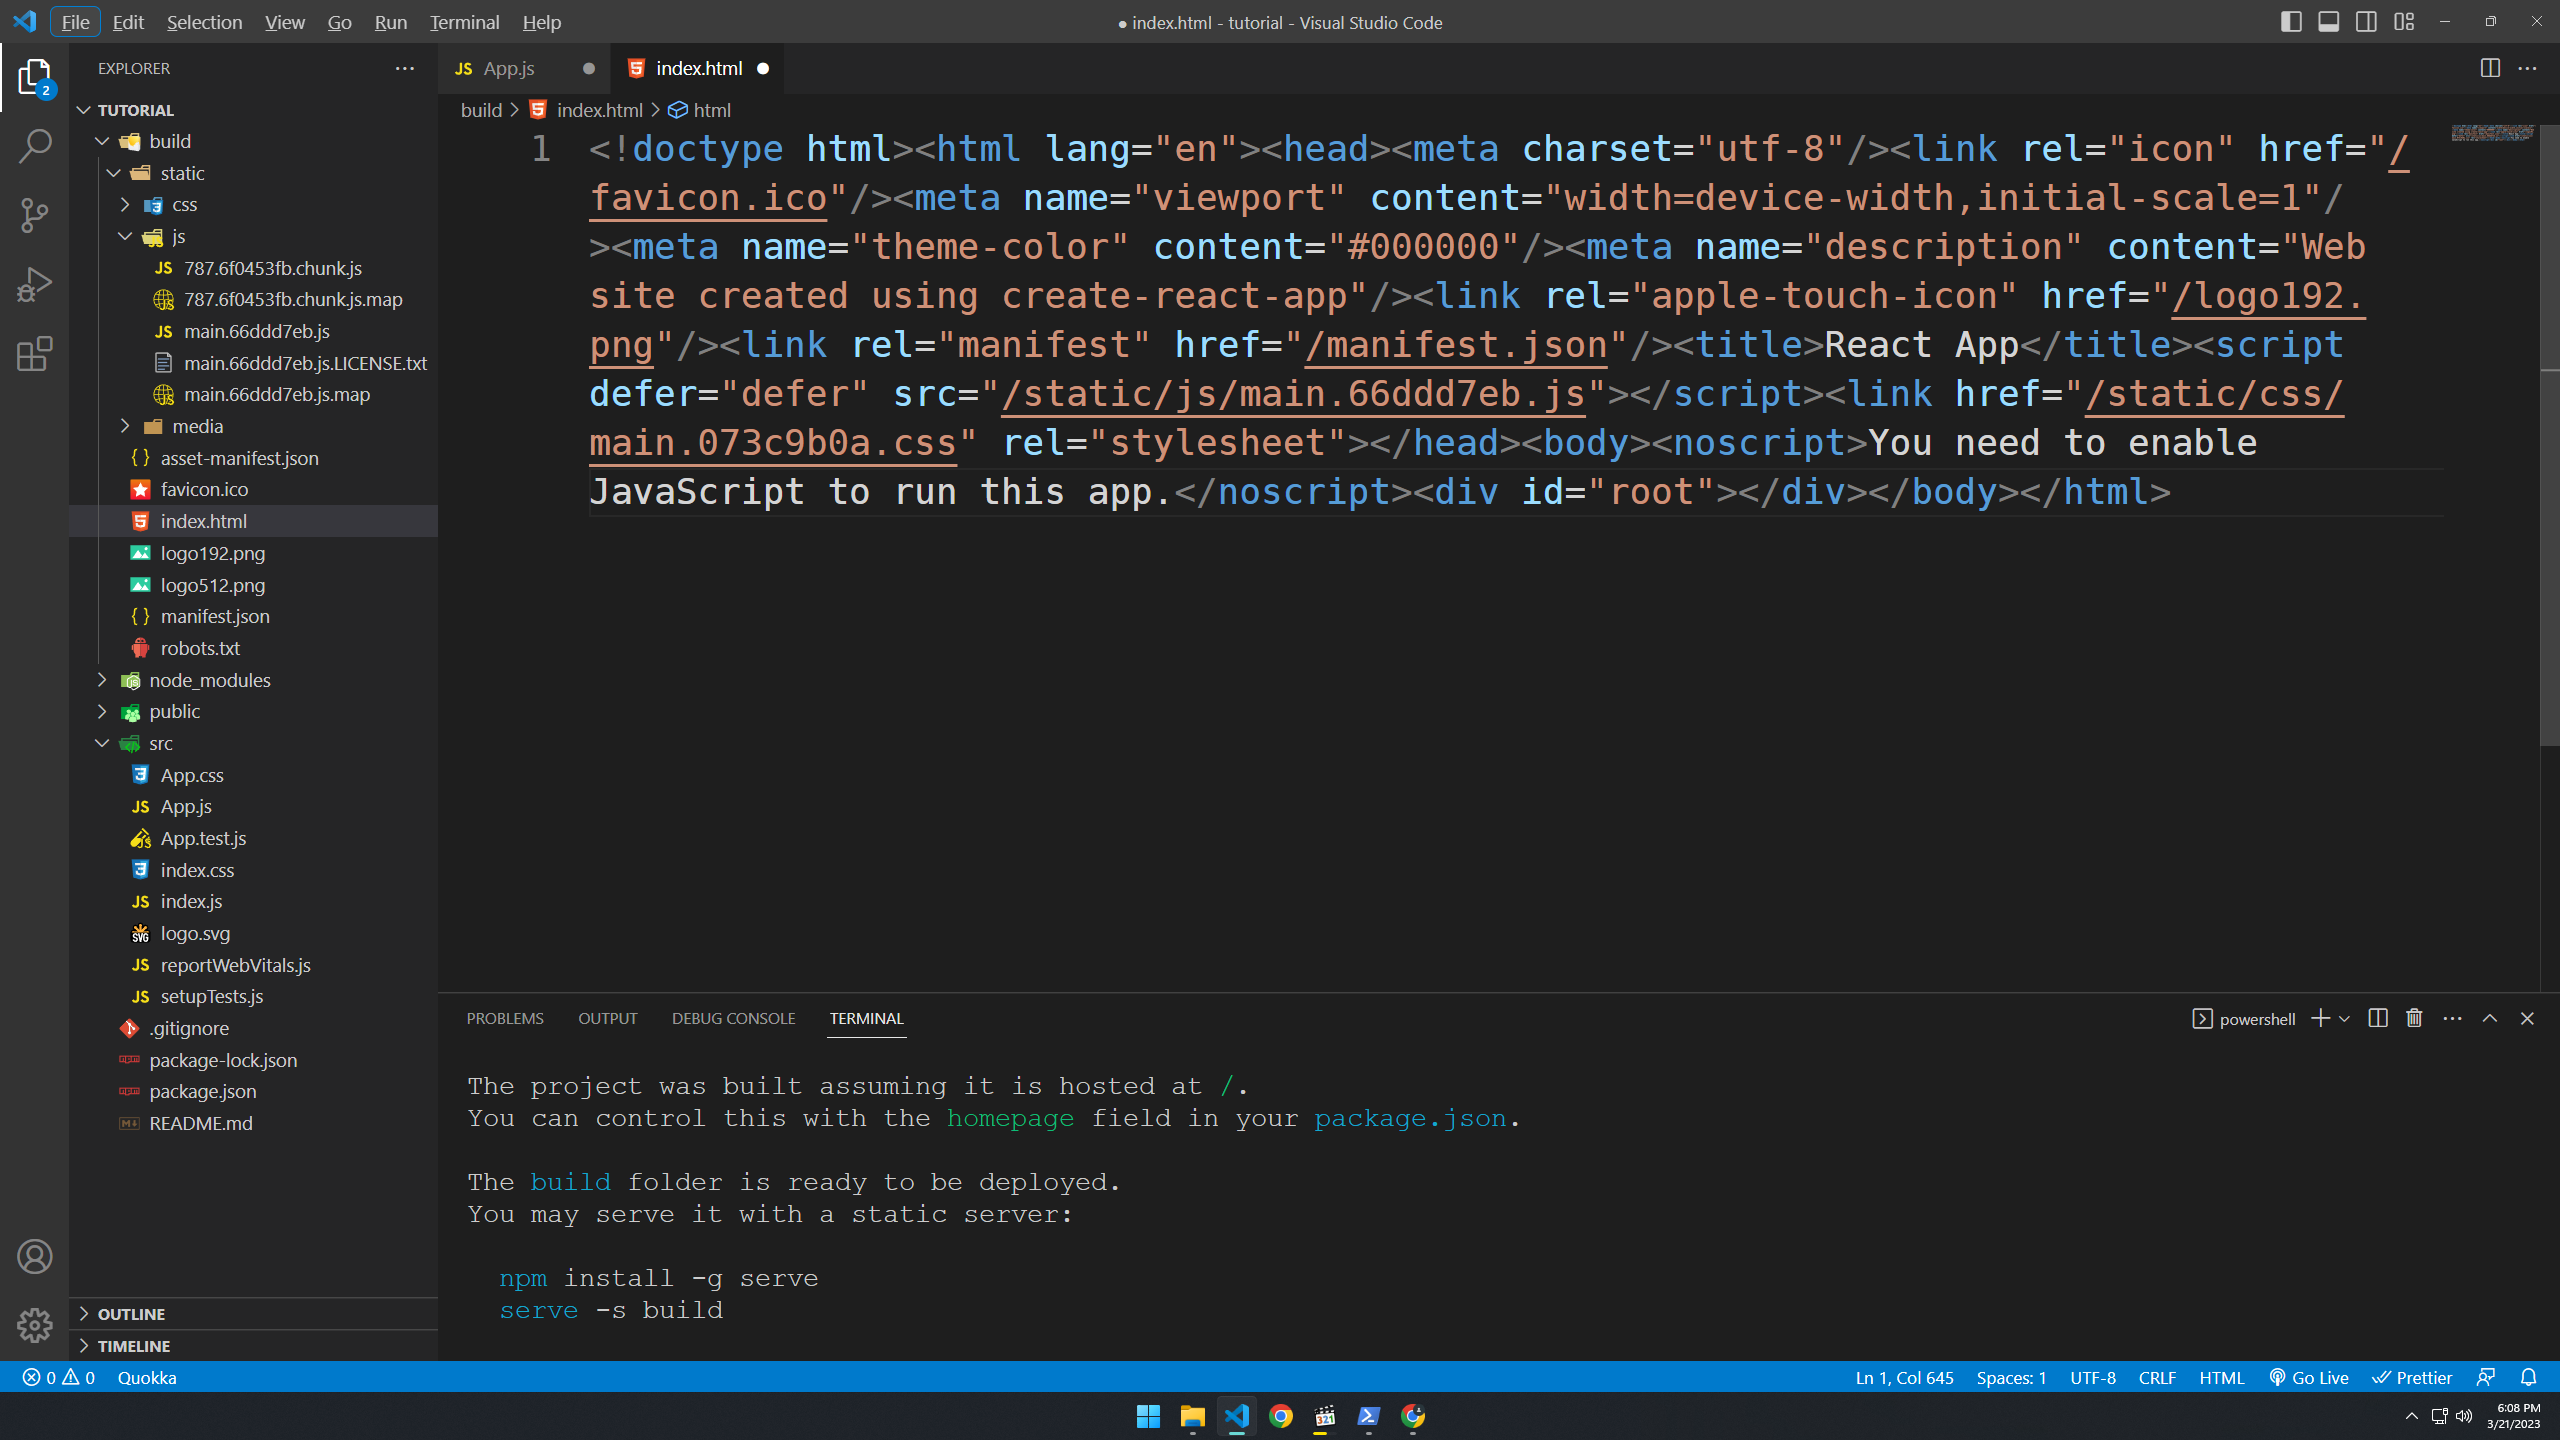 File Edit Selection View Go Run Terminal Help
● index.html - tutorial - Visual Studio Code
EXPLORER
2
TUTORIAL
build
static
css
js
787.6f0453fb.chunk.js
787.6f0453fb.chunk.js.map
main.66ddd7eb.js
main.66ddd7eb.js.LICENSE.txt
main.66ddd7eb.js.map
media
asset-manifest.json
favicon.ico
index.html
logo192.png
logo512.png
manifest.json
robots.txt
node_modules
public
src
App.css
App.js
App.test.js
index.css
index.js
logo.svg
reportWebVitals.js
setupTests.js
.gitignore
package-lock.json
package.json
README.md
OUTLINE
TIMELINE
JS App.js
index.html
build > index.html > html
1 <!doctype html><html lang="en"><head><meta charset="utf-8"/><link rel="icon" href="/
favicon.ico"/><meta name="viewport" content="width=device-width,initial-scale=1"/
><meta name="theme-color" content="#000000"/><meta name="description" content="Web
site created using create-react-app"/><link rel="apple-touch-icon" href="/logo192.
png"/><link rel="manifest" href="/manifest.json"/><title>React App</title><script
defer="defer" src="/static/js/main.66ddd7eb.js"></script><link href="/static/css/
main.073c9b0a.css" rel="stylesheet"></head><body><noscript>You need to enable
JavaScript to run this app.</noscript><div id="root"></div></body></html>
PROBLEMS OUTPUT DEBUG CONSOLE TERMINAL
powershell
The project was built assuming it is hosted at /.
You can control this with the homepage field in your package.json.
The build folder is ready to be deployed.
You may serve it with a static server:
npm install -g serve
serve -s build
0 0 Quokka
Ln 1, Col 645 Spaces: 1 UTF-8 CRLF HTML Go Live Prettier
6:08 PM
3/21/2023